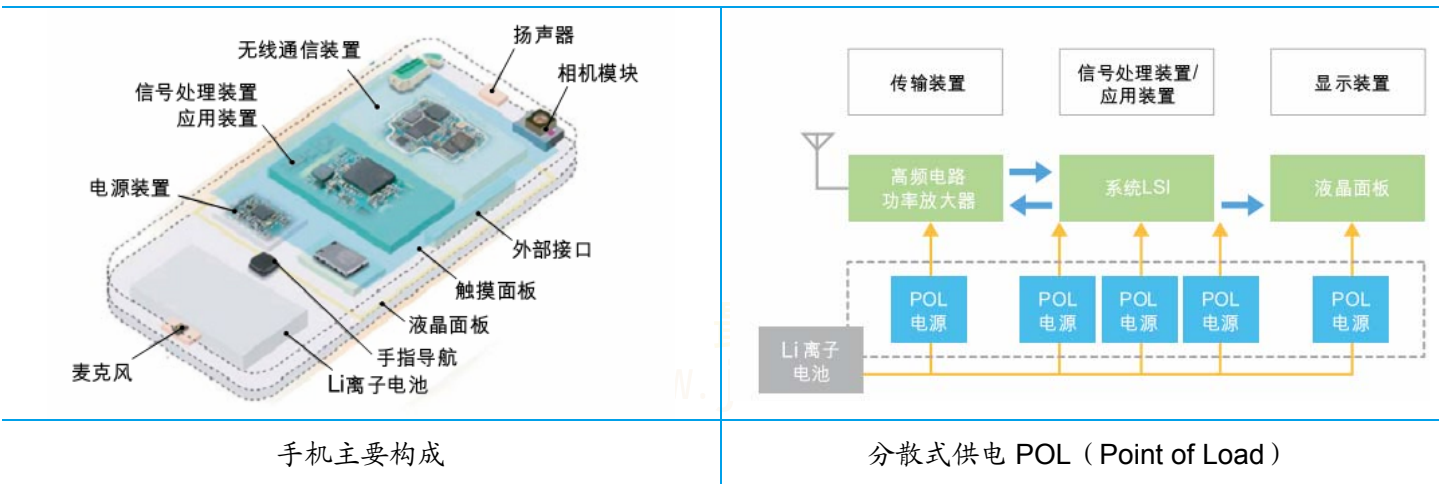 扬声器
无线通信装置
相机模块
信号处理装置
应用装置
电源装置
外部接口
触摸面板
液晶面板
手指导航
麦克风
Li离子电池
传输装置
信号处理装置/
应用装置
显示装置
高频电路
功率放大器
系统LSI
液晶面板
POL
电源
POL
电源
POL
电源
POL
电源
POL
电源
Li离子
电池
手机主要构成
分散式供电 POL（Point of Load）